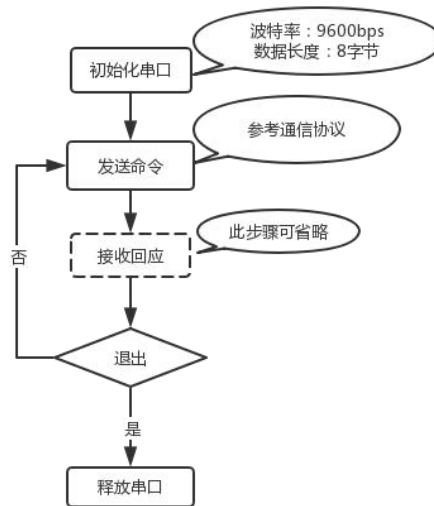 波特率：9600bps
数据长度：8字节
初始化串口
参考通信协议
发送命令
此步骤可省略
接收回应
否
退出
是
释放串口